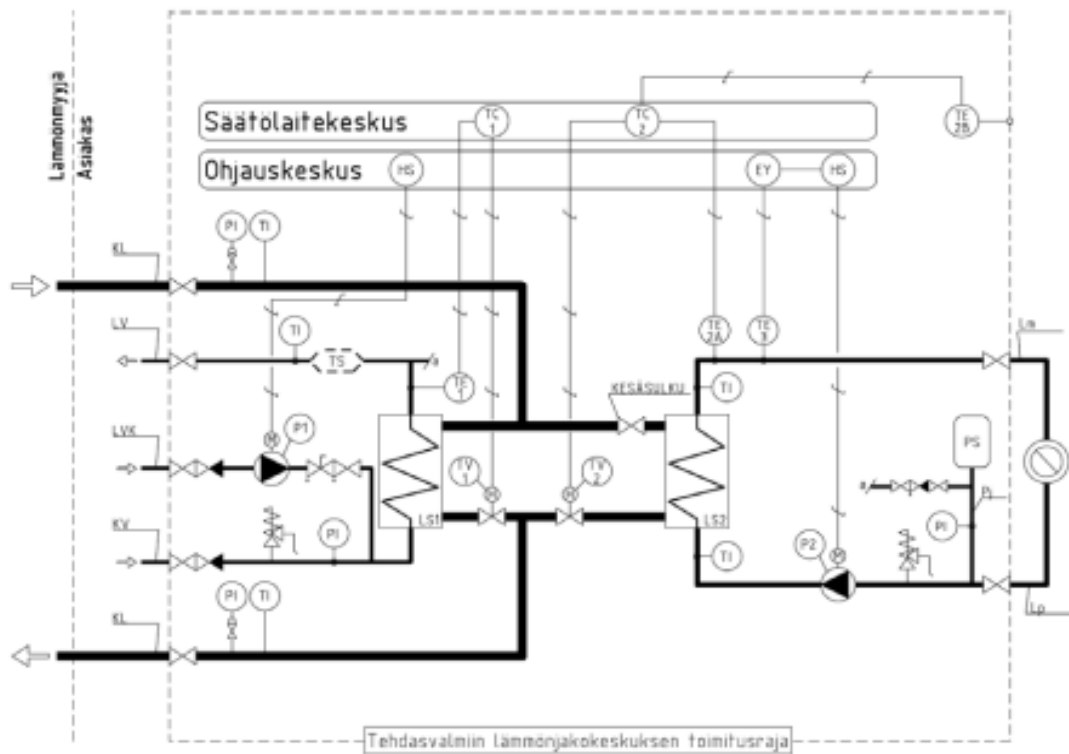 Lämmönmyyjä
Asiakas
Säätölaitekeskus
TC
1
TC
2
TE
2B
Ohjauskeskus
HS
EY
HS
PI
TI
KL
LV
TI
TS
a
TE
1
TE
2A
TE
3
Lm
KESÄSULKU
TI
LVK
M
P1
TV
1
M
TV
2
M
PS
a
KV
PI
LS1
LS2
PI
TI
P2
M
PI
TI
KL
Lp
Tehdasvalmiin lämmönjakokeskuksen toimitusraja